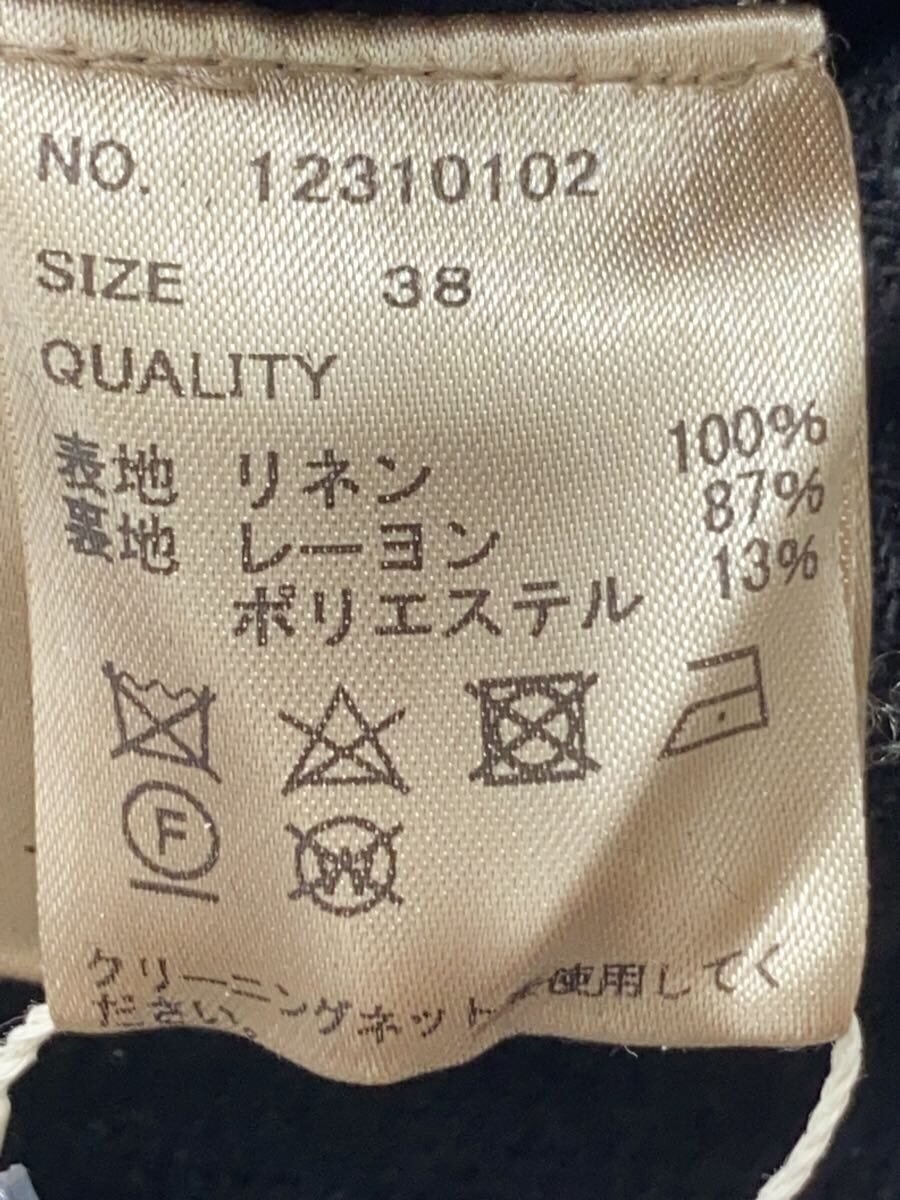 NO. 12310102
SIZE 38
QUALITY
表地 リネン 100%
裏地 レーヨン 87%
ポリエステル 13%
F
W
クリーニングネット使用してく
ださい。